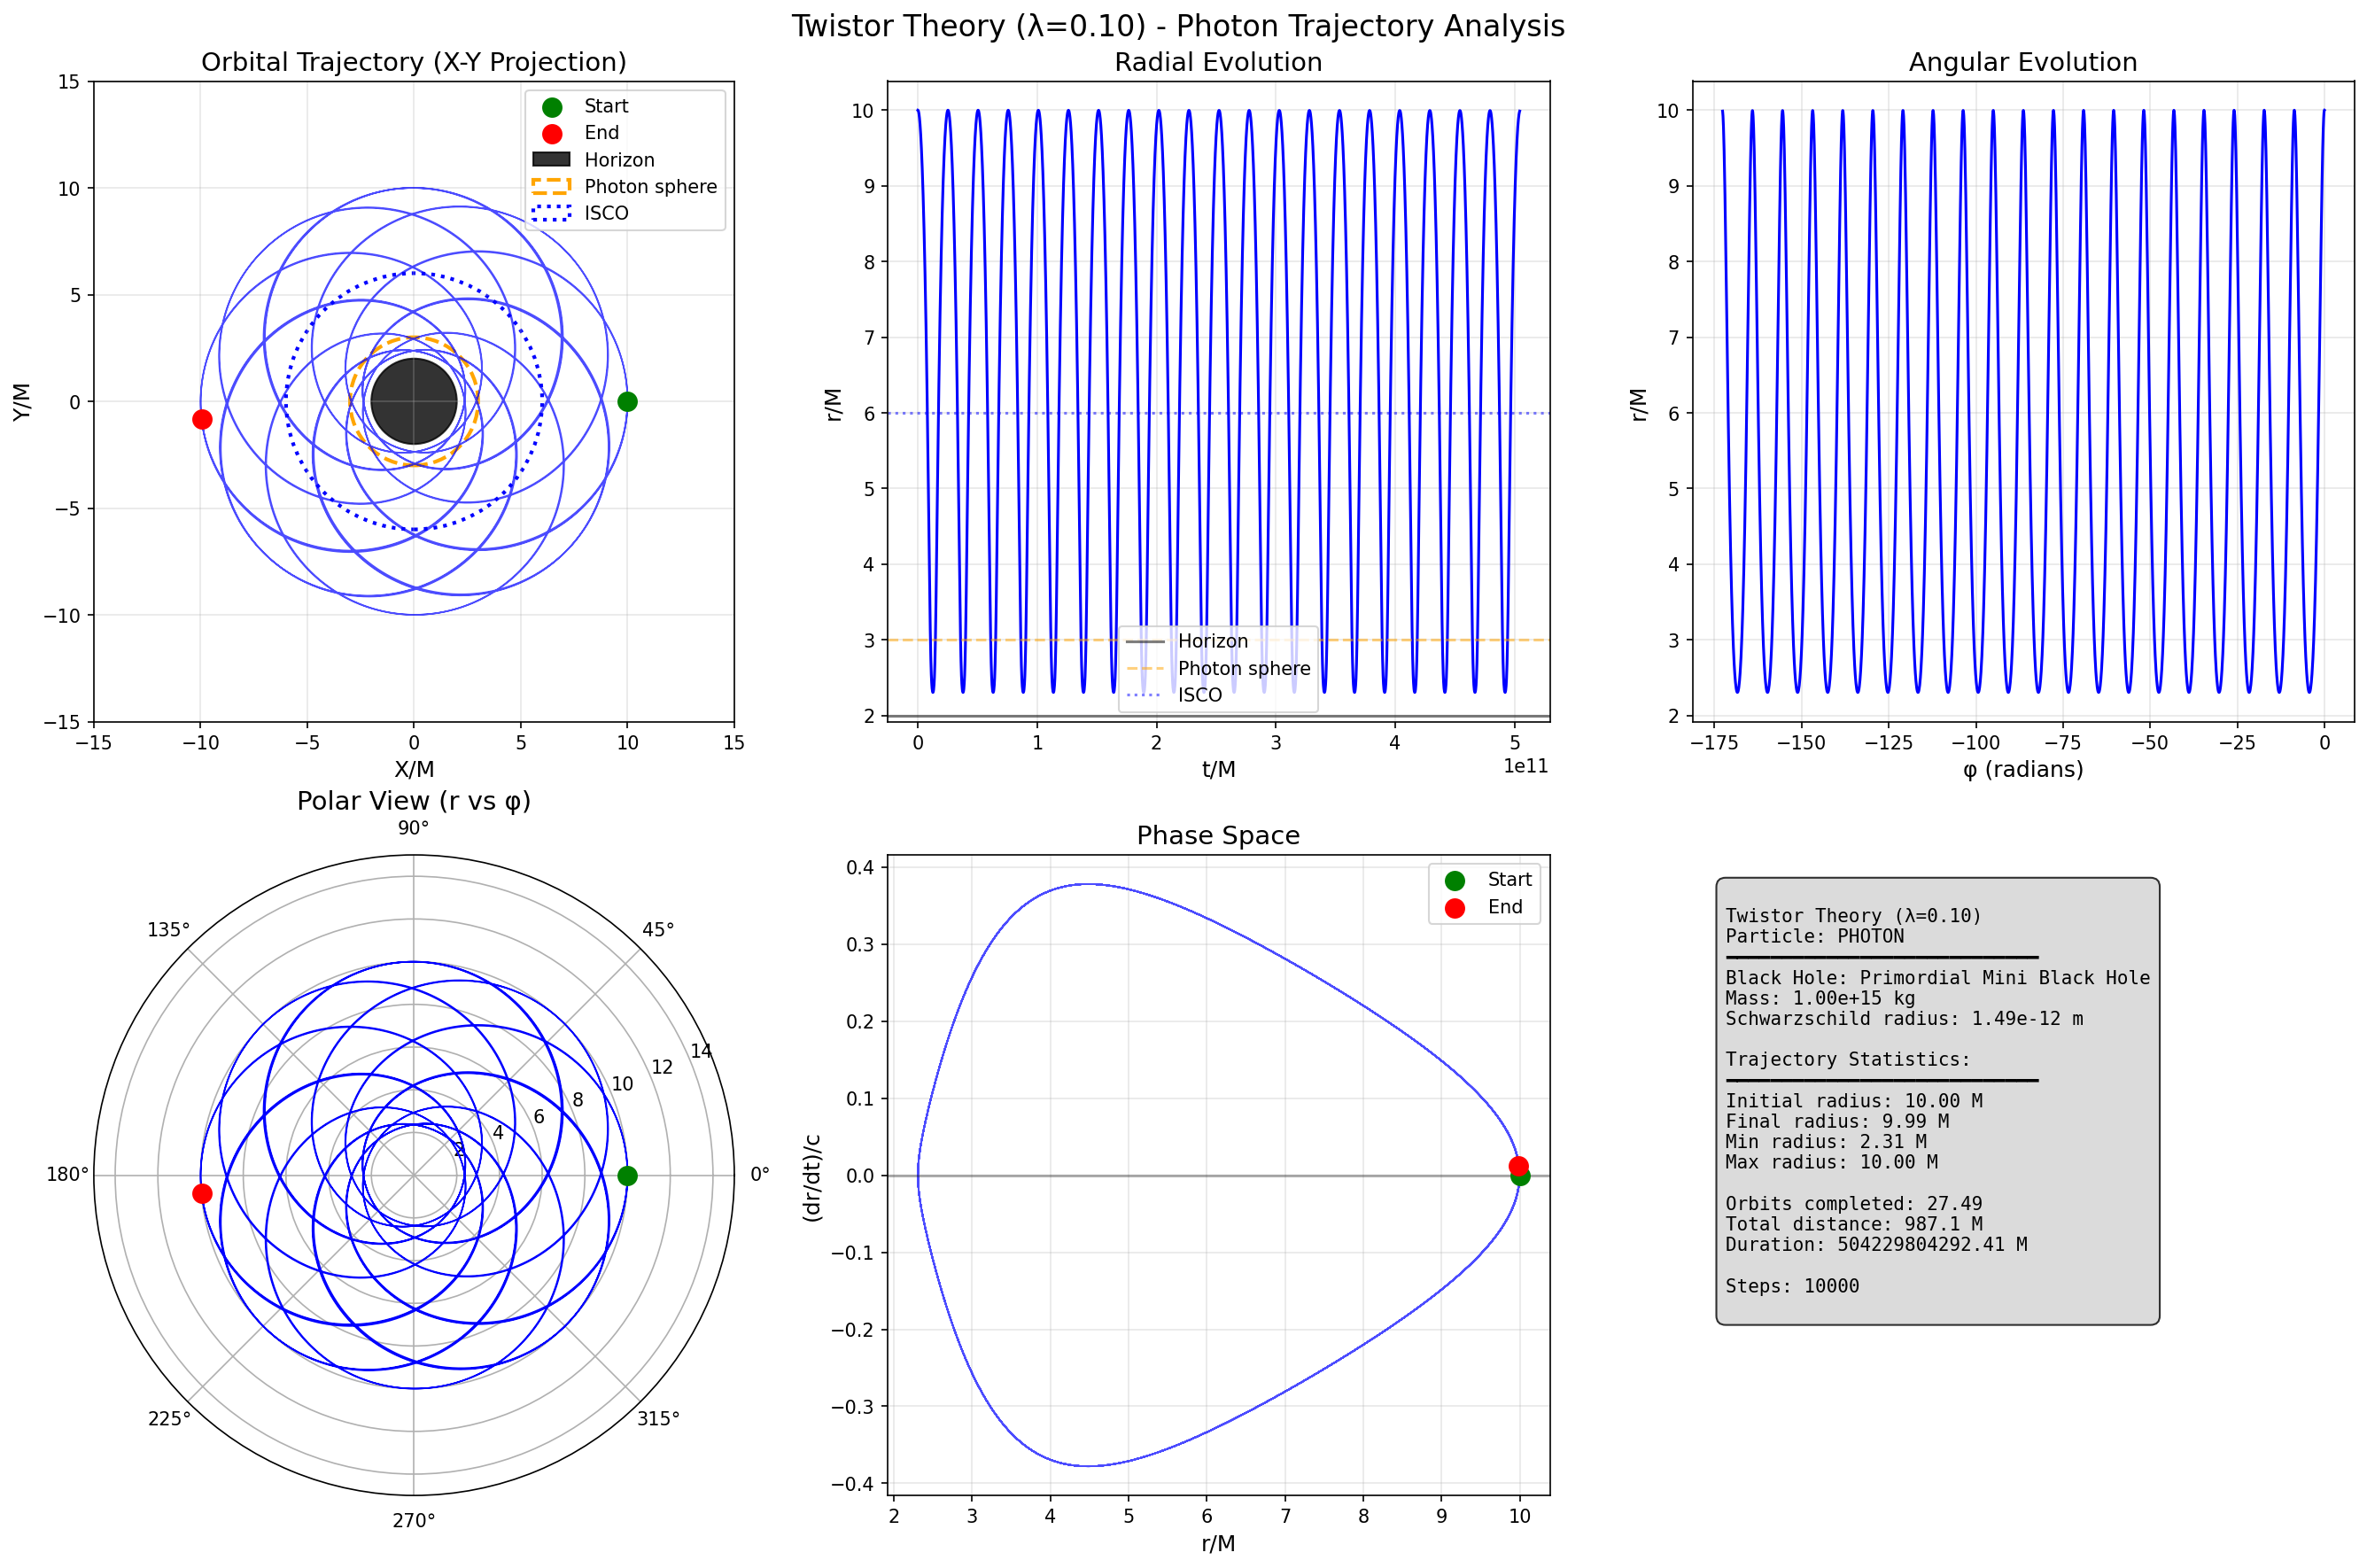 Twistor Theory (λ=0.10) - Photon Trajectory Analysis
Orbital Trajectory (X-Y Projection)
15
10
5
0
−5
−10
−15
Y/M
−15 −10 −5 0 5 10 15
X/M
Start
End
Horizon
Photon sphere
ISCO
Radial Evolution
10
9
8
7
6
5
4
3
2
r/M
Horizon
Photon sphere
ISCO
0 1 2 3 4 5
1e11
t/M
Angular Evolution
10
9
8
7
6
5
4
3
2
r/M
−175 −150 −125 −100 −75 −50 −25 0
φ (radians)
Polar View (r vs φ)
90°
135° 45°
14
12
10
8
6
4
2
180° 0°
225° 315°
270°
Phase Space
0.4
0.3
0.2
0.1
0.0
−0.1
−0.2
−0.3
−0.4
(dr/dt)/c
Start
End
2 3 4 5 6 7 8 9 10
r/M
Twistor Theory (λ=0.10)
Particle: PHOTON
Black Hole: Primordial Mini Black Hole
Mass: 1.00e+15 kg
Schwarzschild radius: 1.49e-12 m
Trajectory Statistics:
Initial radius: 10.00 M
Final radius: 9.99 M
Min radius: 2.31 M
Max radius: 10.00 M
Orbits completed: 27.49
Total distance: 987.1 M
Duration: 504229804292.41 M
Steps: 10000